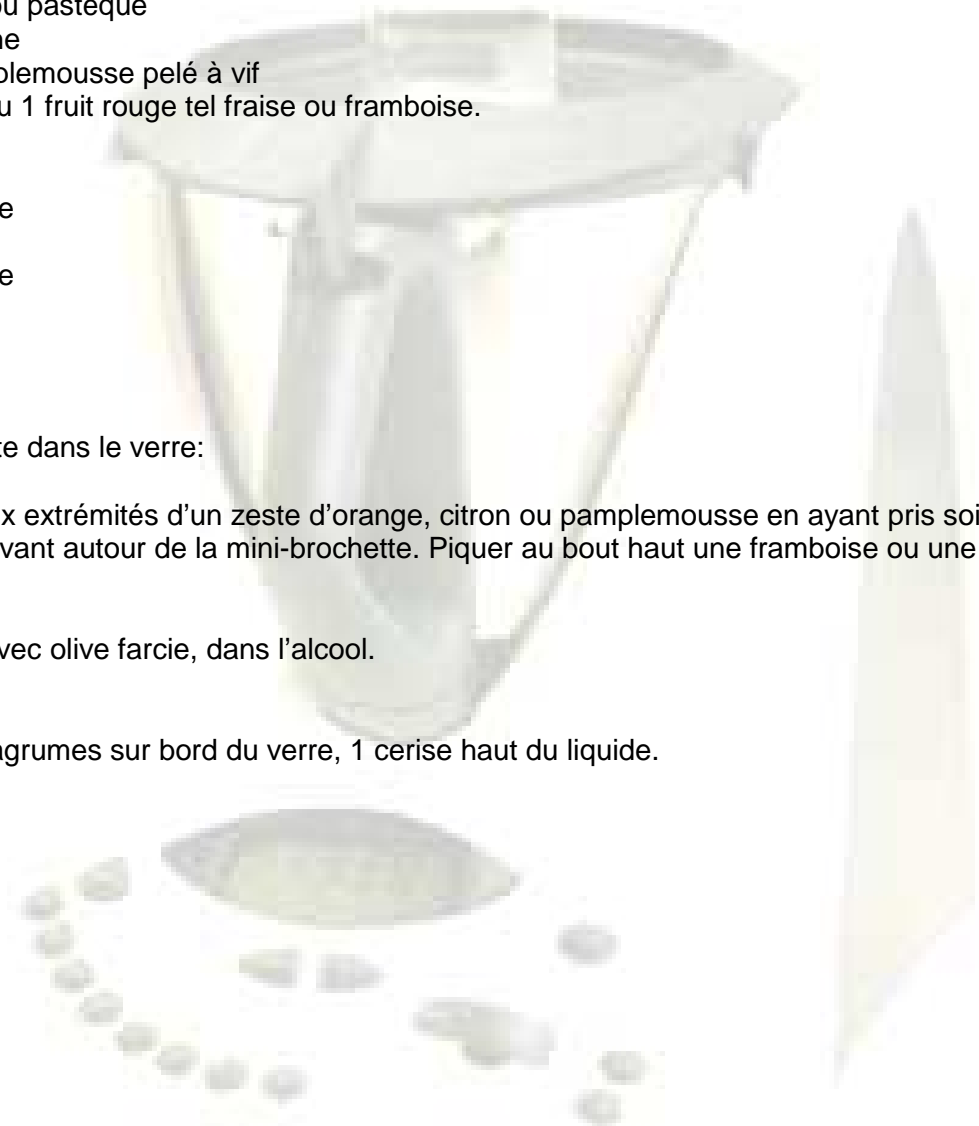 ou pastèque
ne
plemousse pelé à vif
u 1 fruit rouge tel fraise ou framboise.
e
e
te dans le verre:
x extrémités d’un zeste d’orange, citron ou pamplemousse en ayant pris soi
vant autour de la mini-brochette. Piquer au bout haut une framboise ou une
vec olive farcie, dans l’alcool.
agrumes sur bord du verre, 1 cerise haut du liquide.